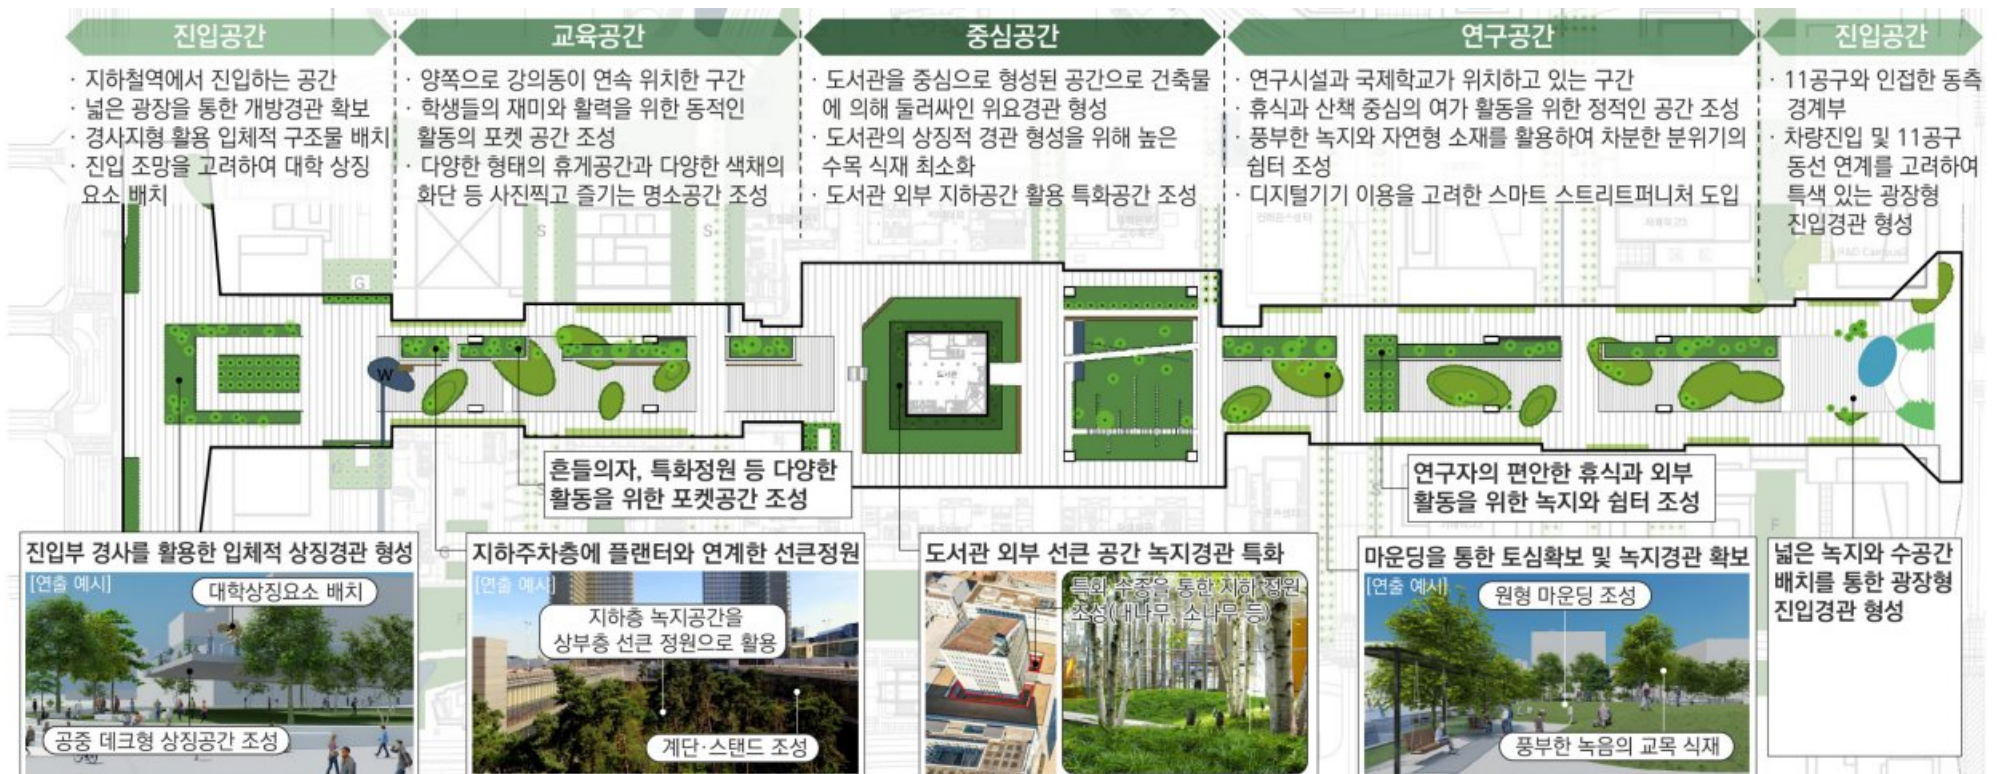 진입공간
· 지하철역에서 진입하는 공간
· 넓은 광장을 통한 개방경관 확보
· 경사지형 활용 입체적 구조물 배치
· 진입 조망을 고려하여 대학 상징
요소 배치
교육공간
· 양쪽으로 강의동이 연속 위치한 구간
· 학생들의 재미와 활력을 위한 동적인
활동의 포켓 공간 조성
· 다양한 형태의 휴게공간과 다양한 색채의
화단 등 사진찍고 즐기는 명소공간 조성
중심공간
· 도서관을 중심으로 형성된 공간으로 건축물
에 의해 둘러싸인 위요경관 형성
· 도서관의 상징적 경관 형성을 위해 높은
수목 식재 최소화
· 도서관 외부 지하공간 활용 특화공간 조성
연구공간
· 연구시설과 국제학교가 위치하고 있는 구간
· 휴식과 산책 중심의 여가 활동을 위한 정적인 공간 조성
· 풍부한 녹지와 자연형 소재를 활용하여 차분한 분위기의
쉼터 조성
· 디지털기기 이용을 고려한 스마트 스트리트퍼니처 도입
진입공간
· 11공구와 인접한 동측
경계부
· 차량진입 및 11공구
동선 연계를 고려하여
특색 있는 광장형
진입경관 형성
S
S
G
W
도서관
흔들의자, 특화정원 등 다양한
활동을 위한 포켓공간 조성
연구자의 편안한 휴식과 외부
활동을 위한 녹지와 쉼터 조성
G
F
F
진입부 경사를 활용한 입체적 상징경관 형성
[연출 예시]
대학상징요소 배치
공중 데크형 상징공간 조성
지하주차층에 플랜터와 연계한 선큰정원
[연출 예시]
지하층 녹지공간을
상부층 선큰 정원으로 활용
계단·스탠드 조성
도서관 외부 선큰 공간 녹지경관 특화
특화 수종을 통한 지하 정원
조성(대나무, 소나무 등)
마운딩을 통한 토심확보 및 녹지경관 확보
[연출 예시]
원형 마운딩 조성
풍부한 녹음의 교목 식재
넓은 녹지와 수공간
배치를 통한 광장형
진입경관 형성